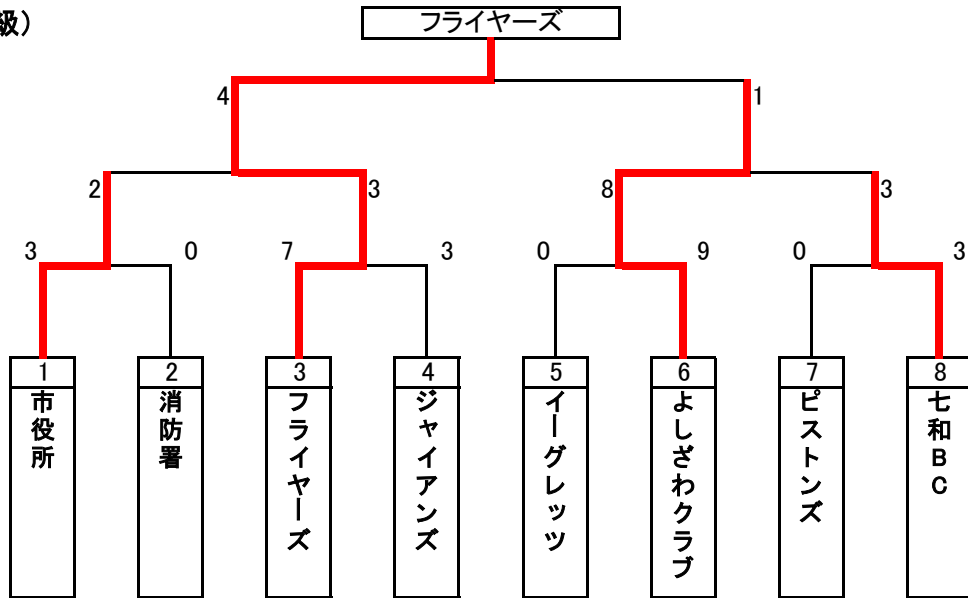 級）
フライヤーズ
4
1
2
3
8
3
3
0
7
3
0
9
0
3
1
2
3
4
5
6
7
8
市役所
消防署
フライヤーズ
ジャイアンズ
イーグレッツ
よしざわクラブ
ピストンズ
七和BC